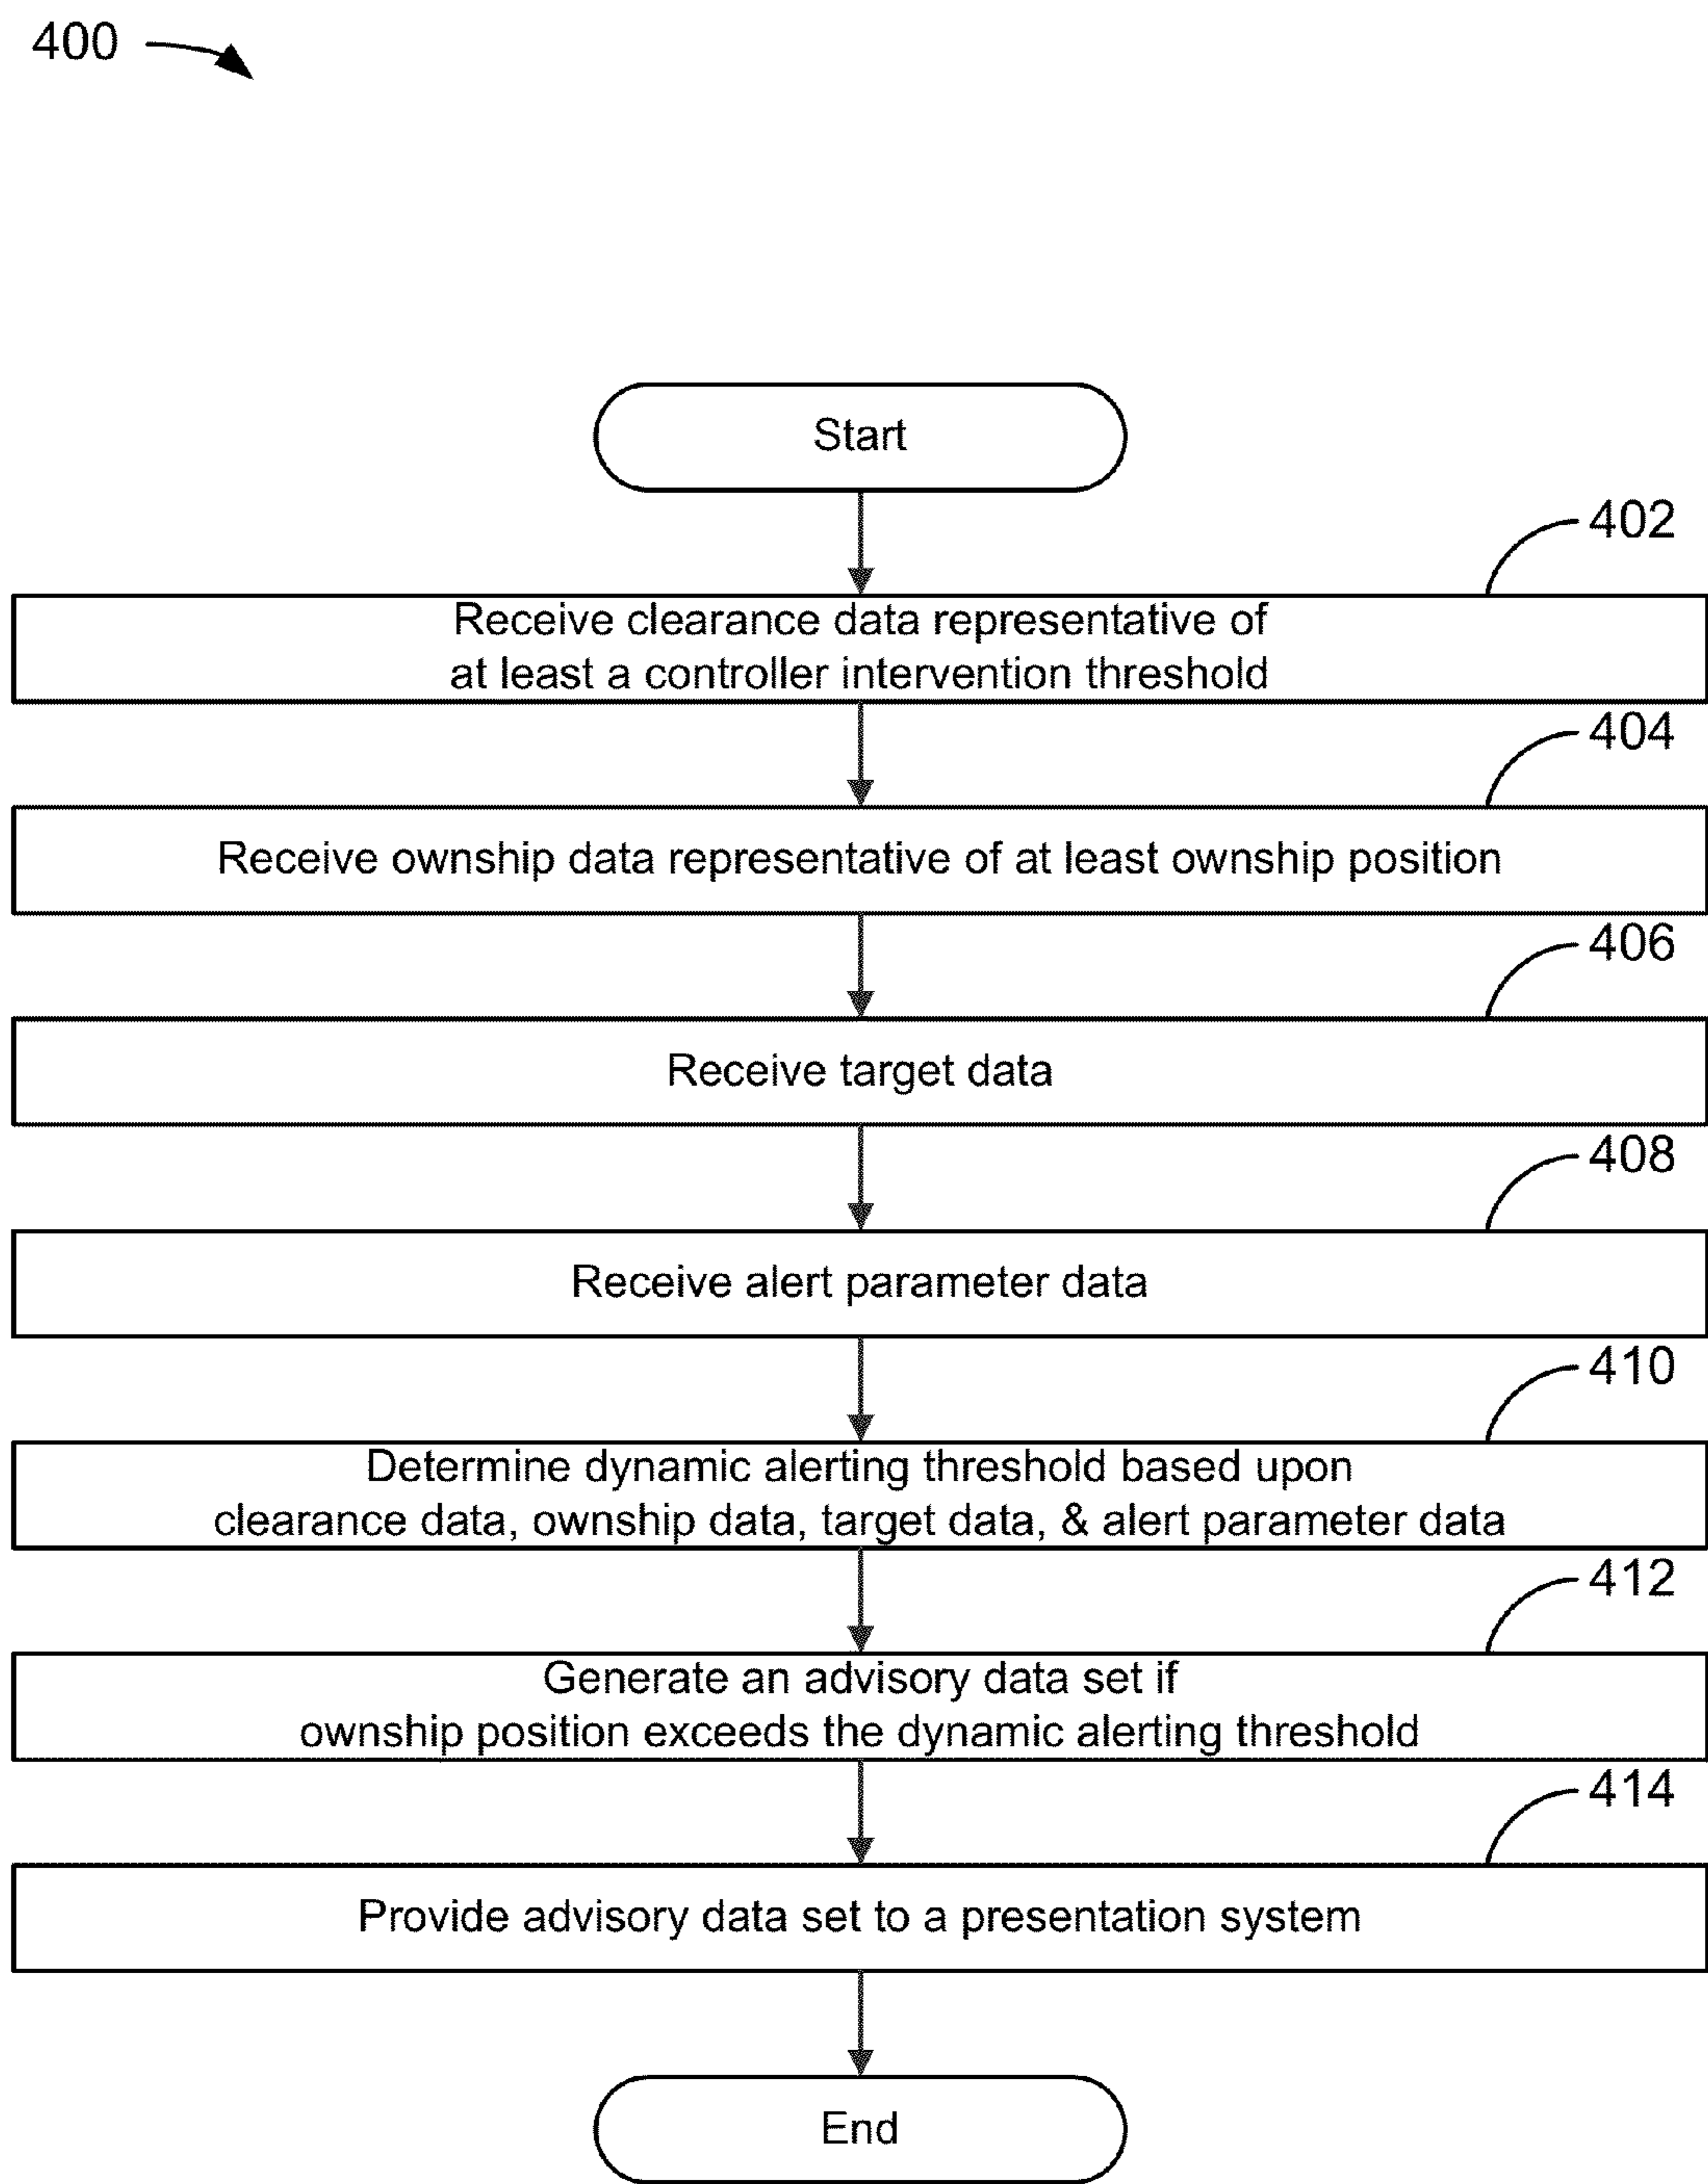 400
Start
402
Receive clearance data representative of
at least a controller intervention threshold
404
Receive ownship data representative of at least ownship position
406
Receive target data
408
Receive alert parameter data
410
Determine dynamic alerting threshold based upon
clearance data, ownship data, target data, & alert parameter data
412
Generate an advisory data set if
ownship position exceeds the dynamic alerting threshold
414
Provide advisory data set to a presentation system
End